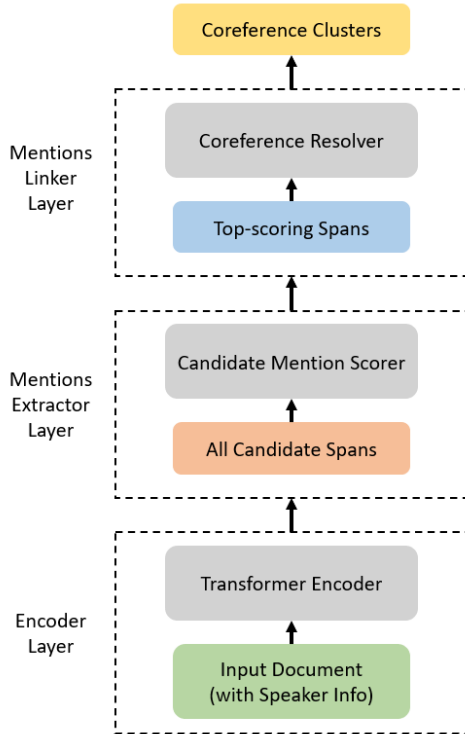 Coreference Clusters
Mentions
Linker
Layer
Coreference Resolver
Top-scoring Spans
Mentions
Extractor
Layer
Candidate Mention Scorer
All Candidate Spans
Encoder
Layer
Transformer Encoder
Input Document
(with Speaker Info)